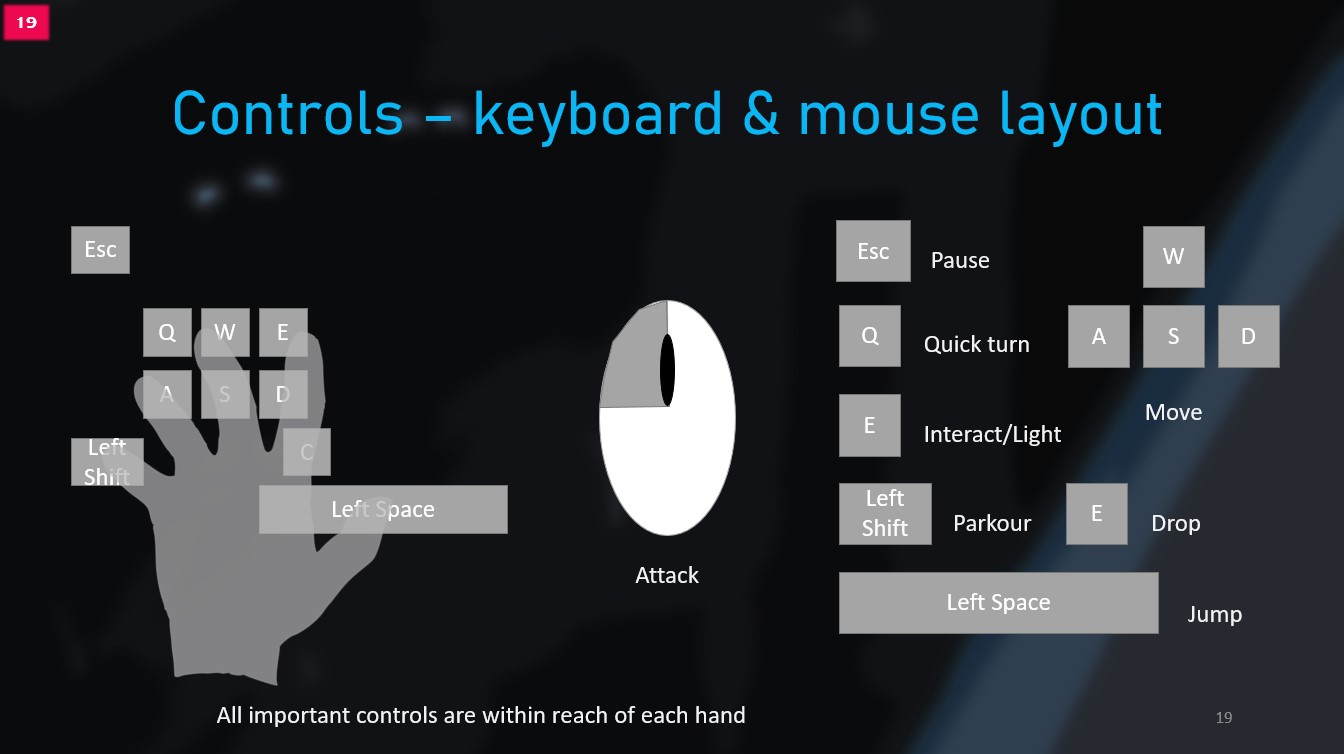 19
Controls – keyboard & mouse layout
Esc
Q W E
A S D
Left
Shift
C
Left Space
Attack
Esc
Pause
W
Q
Quick turn
A S D
Move
E
Interact/Light
Left
Shift
Parkour
E
Drop
Left Space
Jump
All important controls are within reach of each hand
19